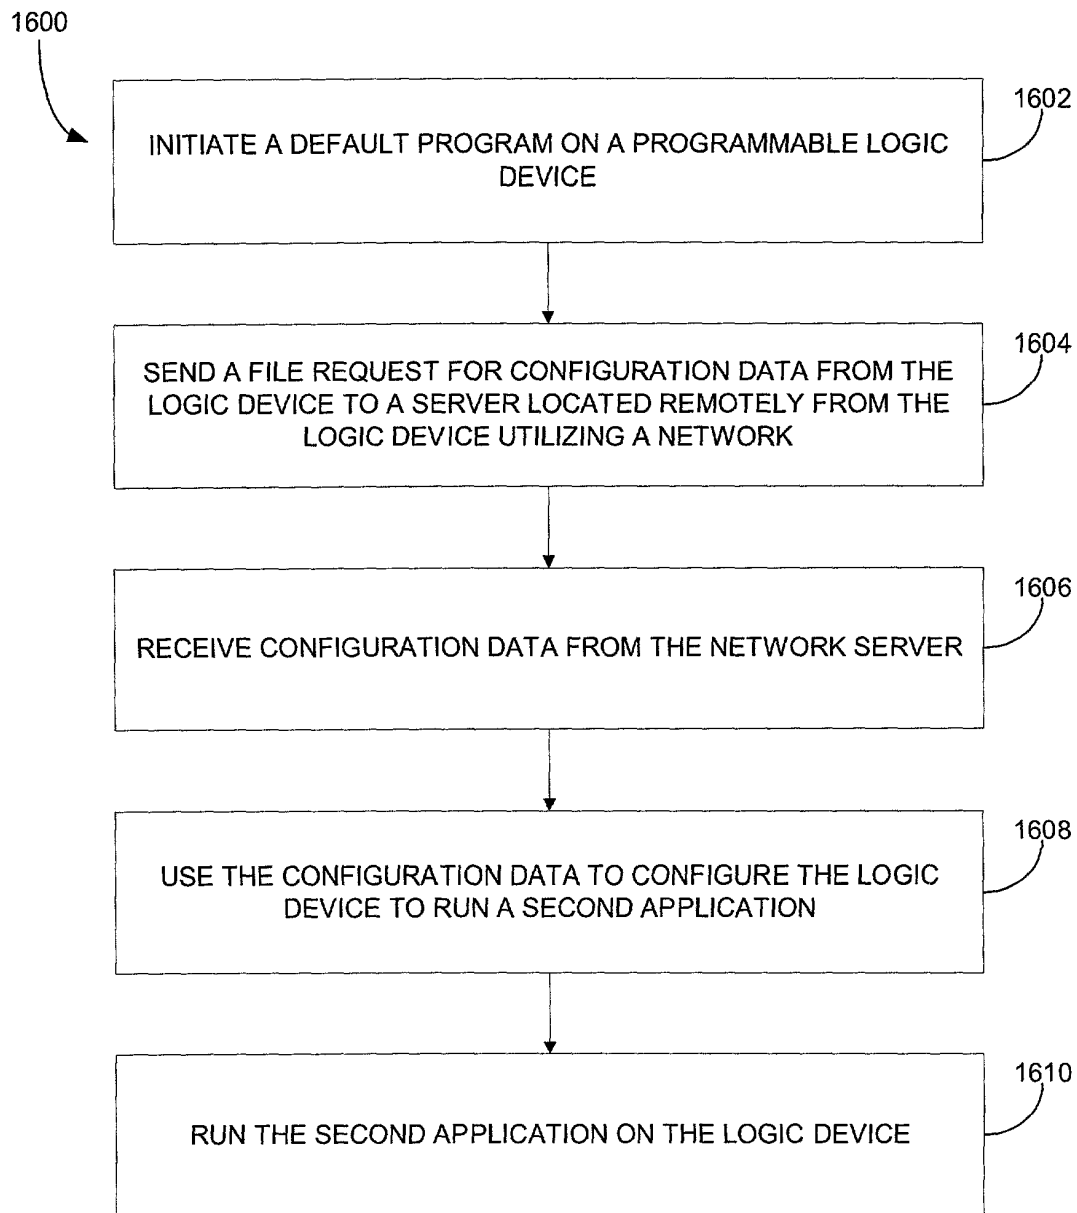 1600
1602
INITIATE A DEFAULT PROGRAM ON A PROGRAMMABLE LOGIC
DEVICE
1604
SEND A FILE REQUEST FOR CONFIGURATION DATA FROM THE
LOGIC DEVICE TO A SERVER LOCATED REMOTELY FROM THE
LOGIC DEVICE UTILIZING A NETWORK
1606
RECEIVE CONFIGURATION DATA FROM THE NETWORK SERVER
1608
USE THE CONFIGURATION DATA TO CONFIGURE THE LOGIC
DEVICE TO RUN A SECOND APPLICATION
1610
RUN THE SECOND APPLICATION ON THE LOGIC DEVICE